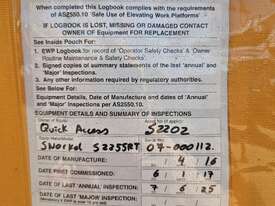 When completed this Logbook complies with the requirements
of AS2550.10 'Safe Use of Elevating Work Platforms'
IF LOGBOOK IS LOST, MISSING OR DAMAGED CONTACT
OWNER OF Equipment FOR REPLACEMENT
See Inside Pouch For:
1. EWP Logbook for record of 'Operator Safety Checks' & 'Owner
Routine Maintenance & Safety Checks'.
2. Signed copies of summary statements of the last 'annual' and
'Major' Inspections.
3. Any other information required by regulatory authorities.
See Below For:
Equipment Details, Date of Manufacture and dates of 'Annual'
and 'Major' Inspections per AS2550.10.
EQUIPMENT DETAILS AND SUMMARY OF INSPECTIONS
Quick Access S2202
Snorkel S2255RT 07-000112.
DATE OF MANUFACTURE: 4 16
DATE FIRST COMMISSIONED: 6 1 17
DATE OF LAST 'ANNUAL' INSPECTION: 7 6 25
DATE OF LAST 'MAJOR' INSPECTION: